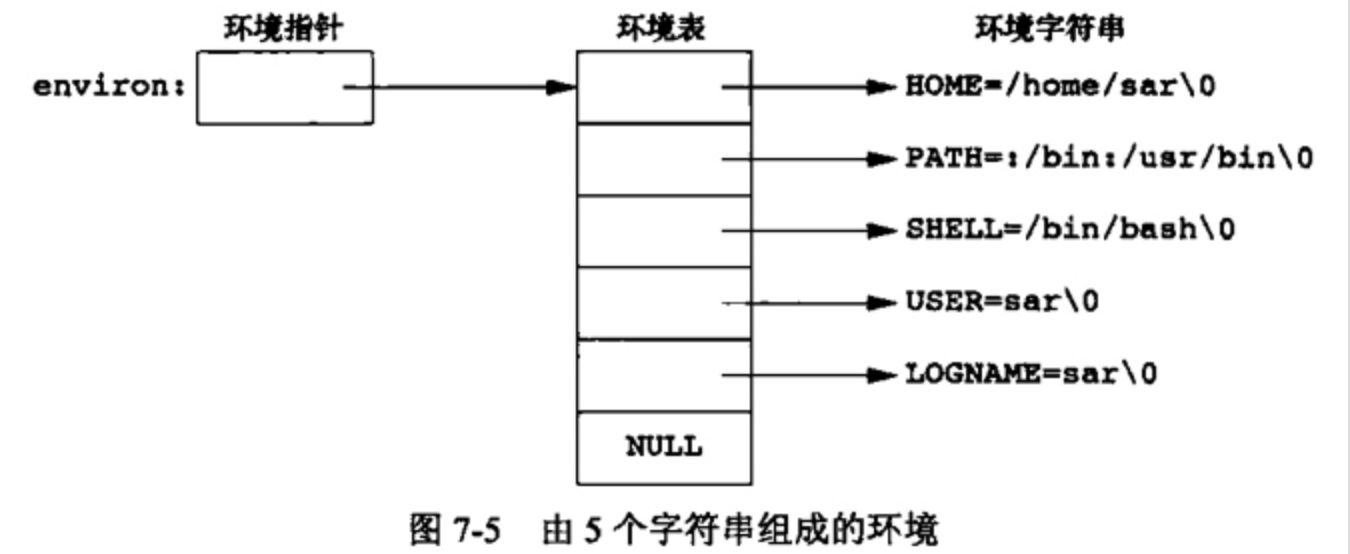 环境指针 环境表 环境字符串
environ: HOME=/home/sar\0
PATH=:/bin:/usr/bin\0
SHELL=/bin/bash\0
USER=sar\0
LOGNAME=sar\0
NULL
图 7-5 由 5 个字符串组成的环境